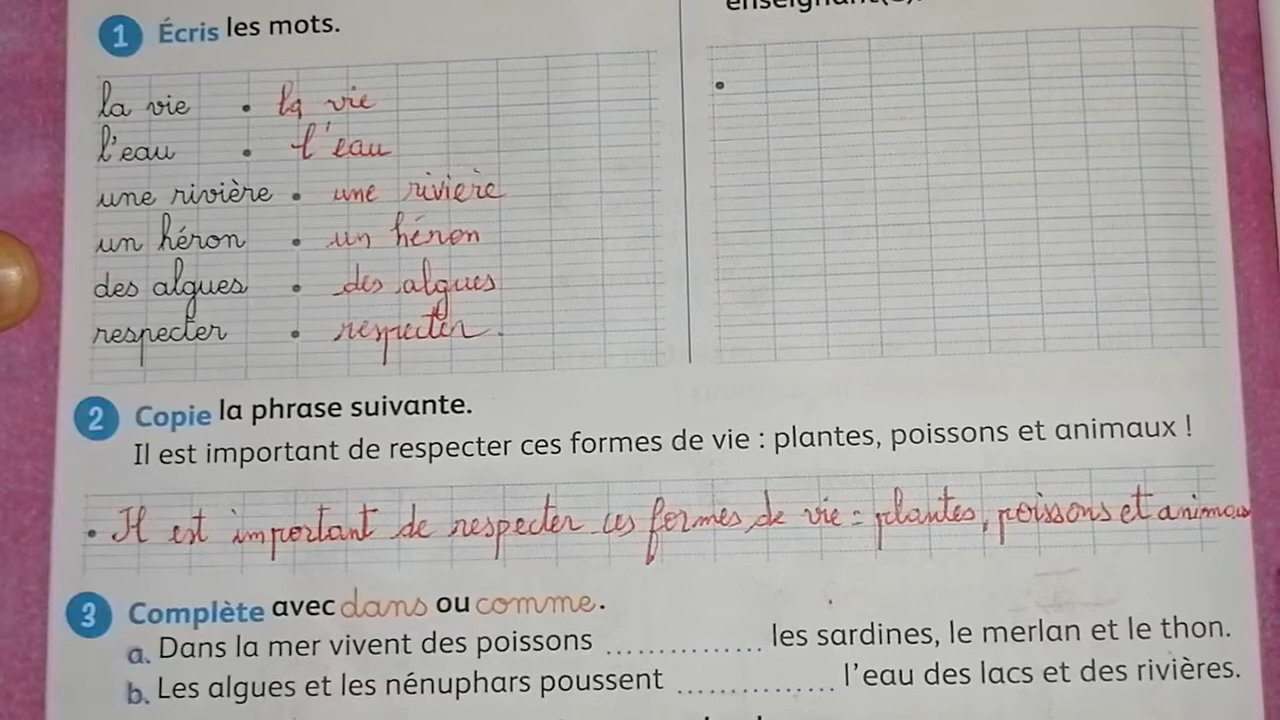 1 Écris les mots.
la vie • la vie
l'eau • l'eau
une rivière • une riviere
un héron • un héron
des algues • des algues
respecter • respecter.
•
2 Copie la phrase suivante.
Il est important de respecter ces formes de vie : plantes, poissons et animaux !
• Il est important de respecter ces formes de vie : plantes, poissons et animau
3 Complète avec dans ou comme.
a. Dans la mer vivent des poissons ............... les sardines, le merlan et le thon.
b. Les algues et les nénuphars poussent ............... l'eau des lacs et des rivières.